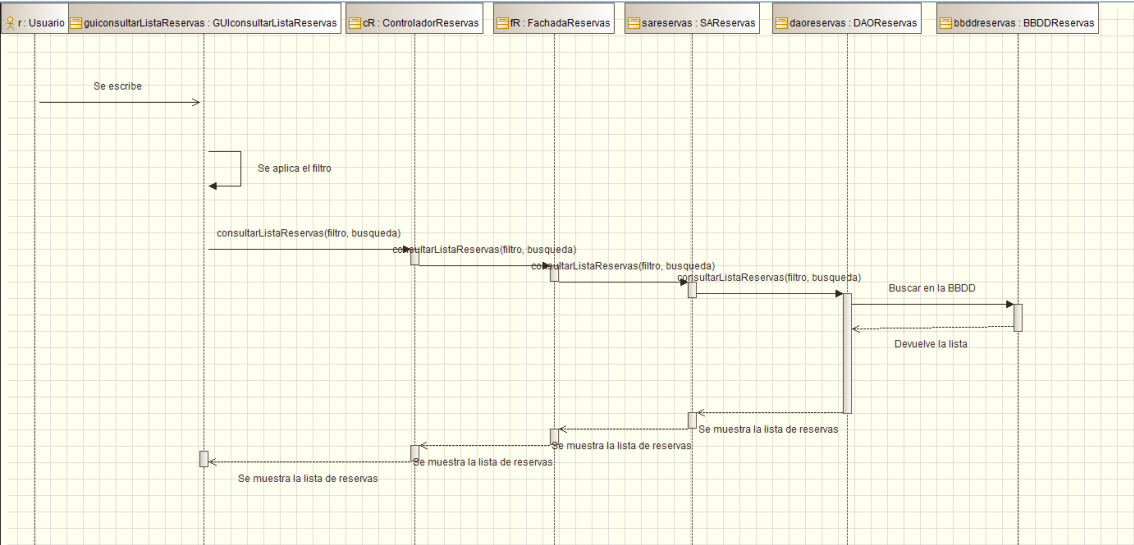 r : Usuario
guiconsultarListaReservas : GUIconsultarListaReservas
cR : ControladorReservas
fR : FachadaReservas
sareservas : SAReservas
daoreservas : DAOReservas
bbddreservas : BBDDReservas
Se escribe
Se aplica el filtro
consultarListaReservas(filtro, busqueda)
consultarListaReservas(filtro, busqueda)
consultarListaReservas(filtro, busqueda)
consultarListaReservas(filtro, busqueda)
Buscar en la BBDD
Devuelve la lista
Se muestra la lista de reservas
Se muestra la lista de reservas
Se muestra la lista de reservas
Se muestra la lista de reservas